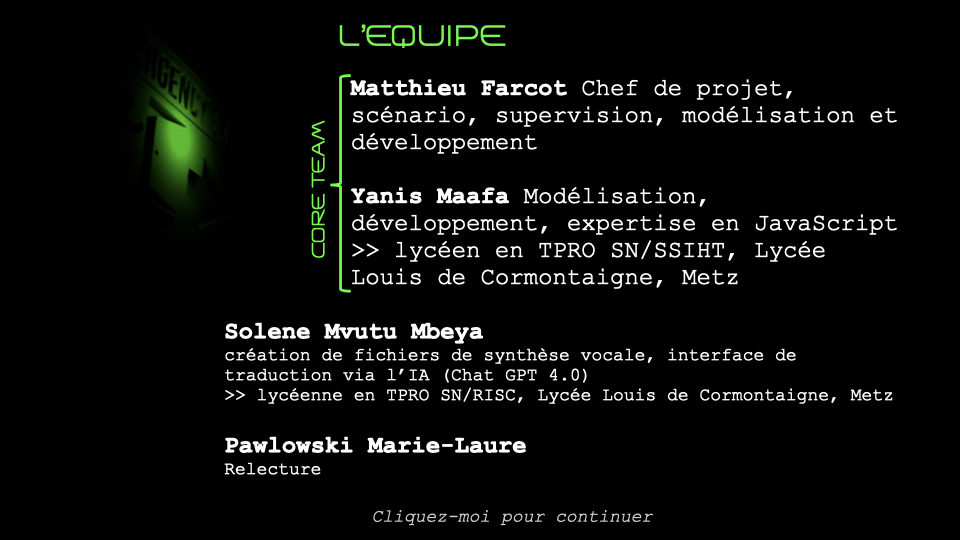 L'EQUIPE
CORE TEAM
Matthieu Farcot Chef de projet,
scénario, supervision, modélisation et
développement
Yanis Maafa Modélisation,
développement, expertise en JavaScript
>> lycéen en TPRO SN/SSIHT, Lycée
Louis de Cormontaigne, Metz
Solene Mvutu Mbeya
création de fichiers de synthèse vocale, interface de
traduction via l’IA (Chat GPT 4.0)
>> lycéenne en TPRO SN/RISC, Lycée Louis de Cormontaigne, Metz
Pawlowski Marie-Laure
Relecture
Cliquez-moi pour continuer